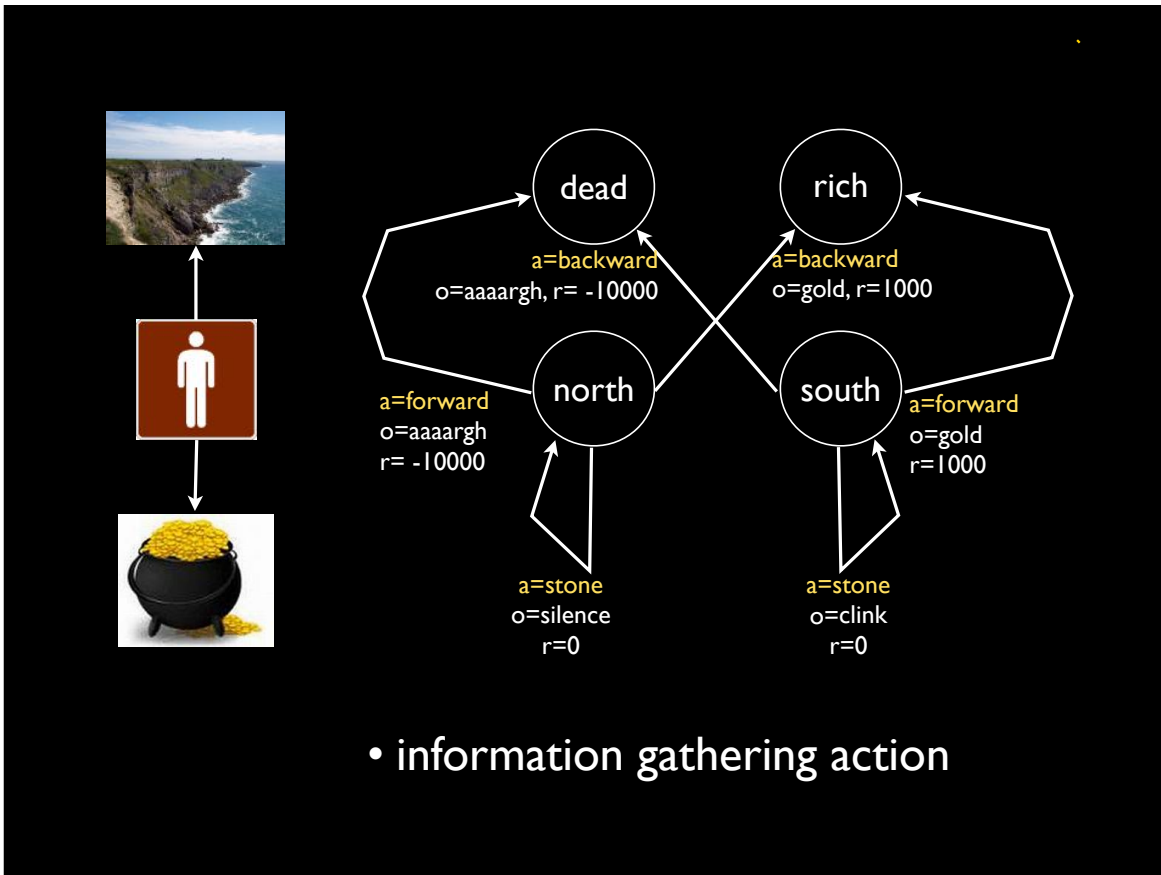 dead
rich
a=backward
o=aaaargh, r= -10000
a=backward
o=gold, r=1000
north
south
a=forward
o=aaaargh
r= -10000
a=forward
o=gold
r=1000
a=stone
o=silence
r=0
a=stone
o=clink
r=0
• information gathering action